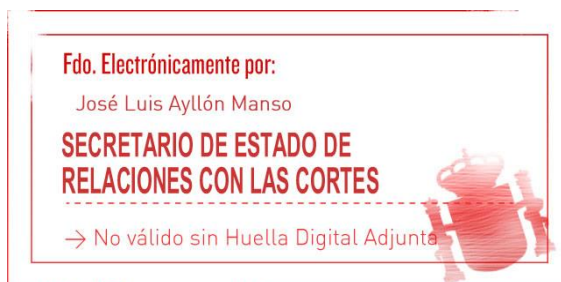 Fdo. Electrónicamente por:
José Luis Ayllón Manso
SECRETARIO DE ESTADO DE
RELACIONES CON LAS CORTES
→ No válido sin Huella Digital Adjunta